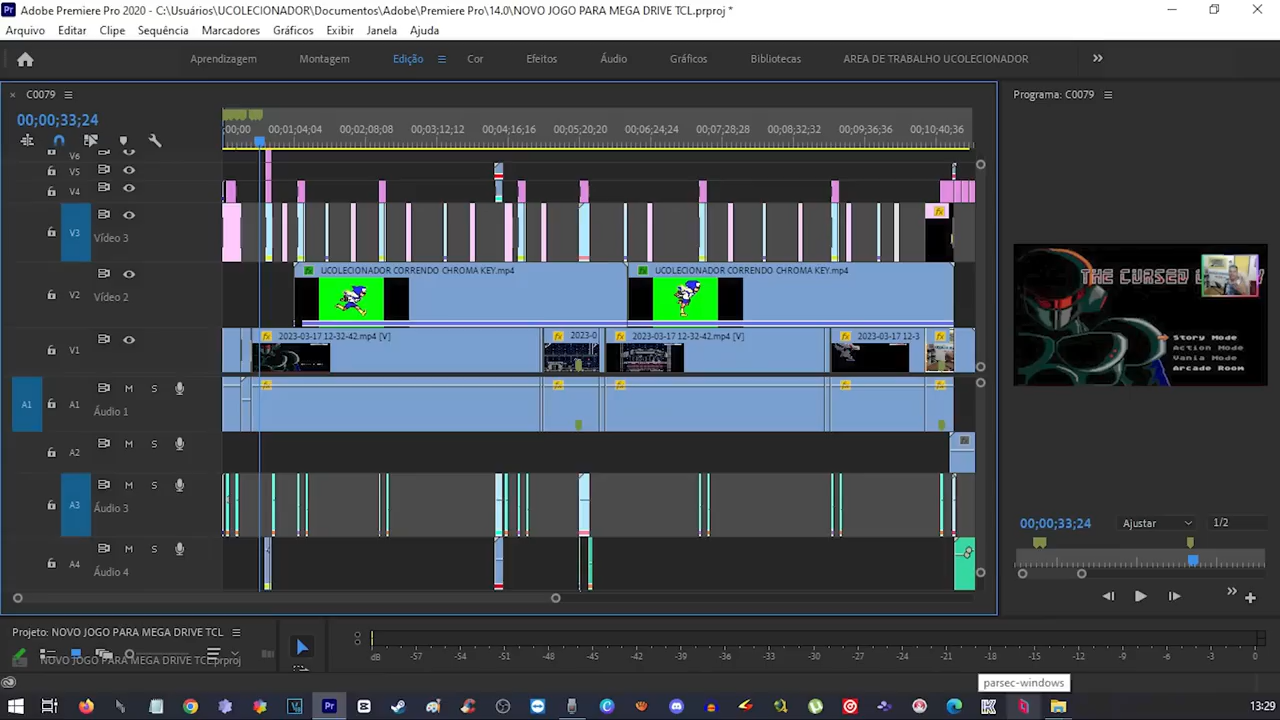 Adobe Premiere Pro 2020 - C:\Usuários\UCOLECIONADOR\Documentos\Adobe\Premiere Pro\14.0\NOVO JOGO PARA MEGA DRIVE TCL.prproj *
Arquivo Editar Clipe Sequência Marcadores Gráficos Exibir Janela Ajuda
Aprendizagem Montagem Edição Cor Efeitos Áudio Gráficos Bibliotecas AREA DE TRABALHO UCOLECIONADOR
× C0079
Programa: C0079
00;00;33;24
;00;00 00;01;04;04 00;02;08;08 00;03;12;12 00;04;16;16 00;05;20;20 00;06;24;24 00;07;28;28 00;08;32;32 00;09;36;36 00;10;40;36
V6
V5
V4
V3 Vídeo 3
V2 Vídeo 2
UCOLECIONADOR CORRENDO CHROMA KEY.mp4 UCOLECIONADOR CORRENDO CHROMA KEY.mp4
V1
2023-03-17 12-32-42.mp4 [V] 2023-0 2023-03-17 12-32-42.mp4 [V] 2023-03-17 12-3
A1 A1 M S Áudio 1
A2 M S
A3 M S Áudio 3
A4 M S Áudio 4
THE CURSED
Story Mode
Action Mode
Vania Mode
Arcade Room
00;00;33;24 Ajustar 1/2
Projeto: NOVO JOGO PARA MEGA DRIVE TCL
NOVO JOGO PARA MEGA DRIVE TCL.prproj
dB -57 -54 -51 -48 -45 -42 -39 -36 -33 -30 -27 -24 -21 -18 -15 -12 -9 -6 -3 0
parsec-windows
13:29